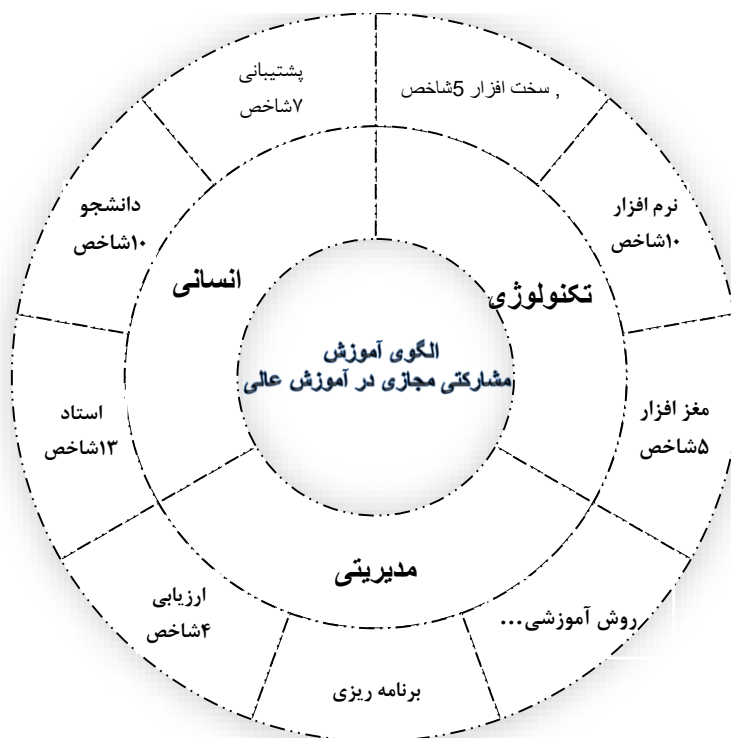 الگوی آموزش
مشارکتی مجازی در آموزش عالی
تکنولوژی
, سخت افزار 5شاخص
نرم افزار
۱۰شاخص
مغز افزار
۵شاخص
مدیریتی
روش آموزشی...
برنامه ریزی
ارزیابی
۴شاخص
انسانی
استاد
۱۳شاخص
دانشجو
۱۰شاخص
پشتیبانی
۷شاخص